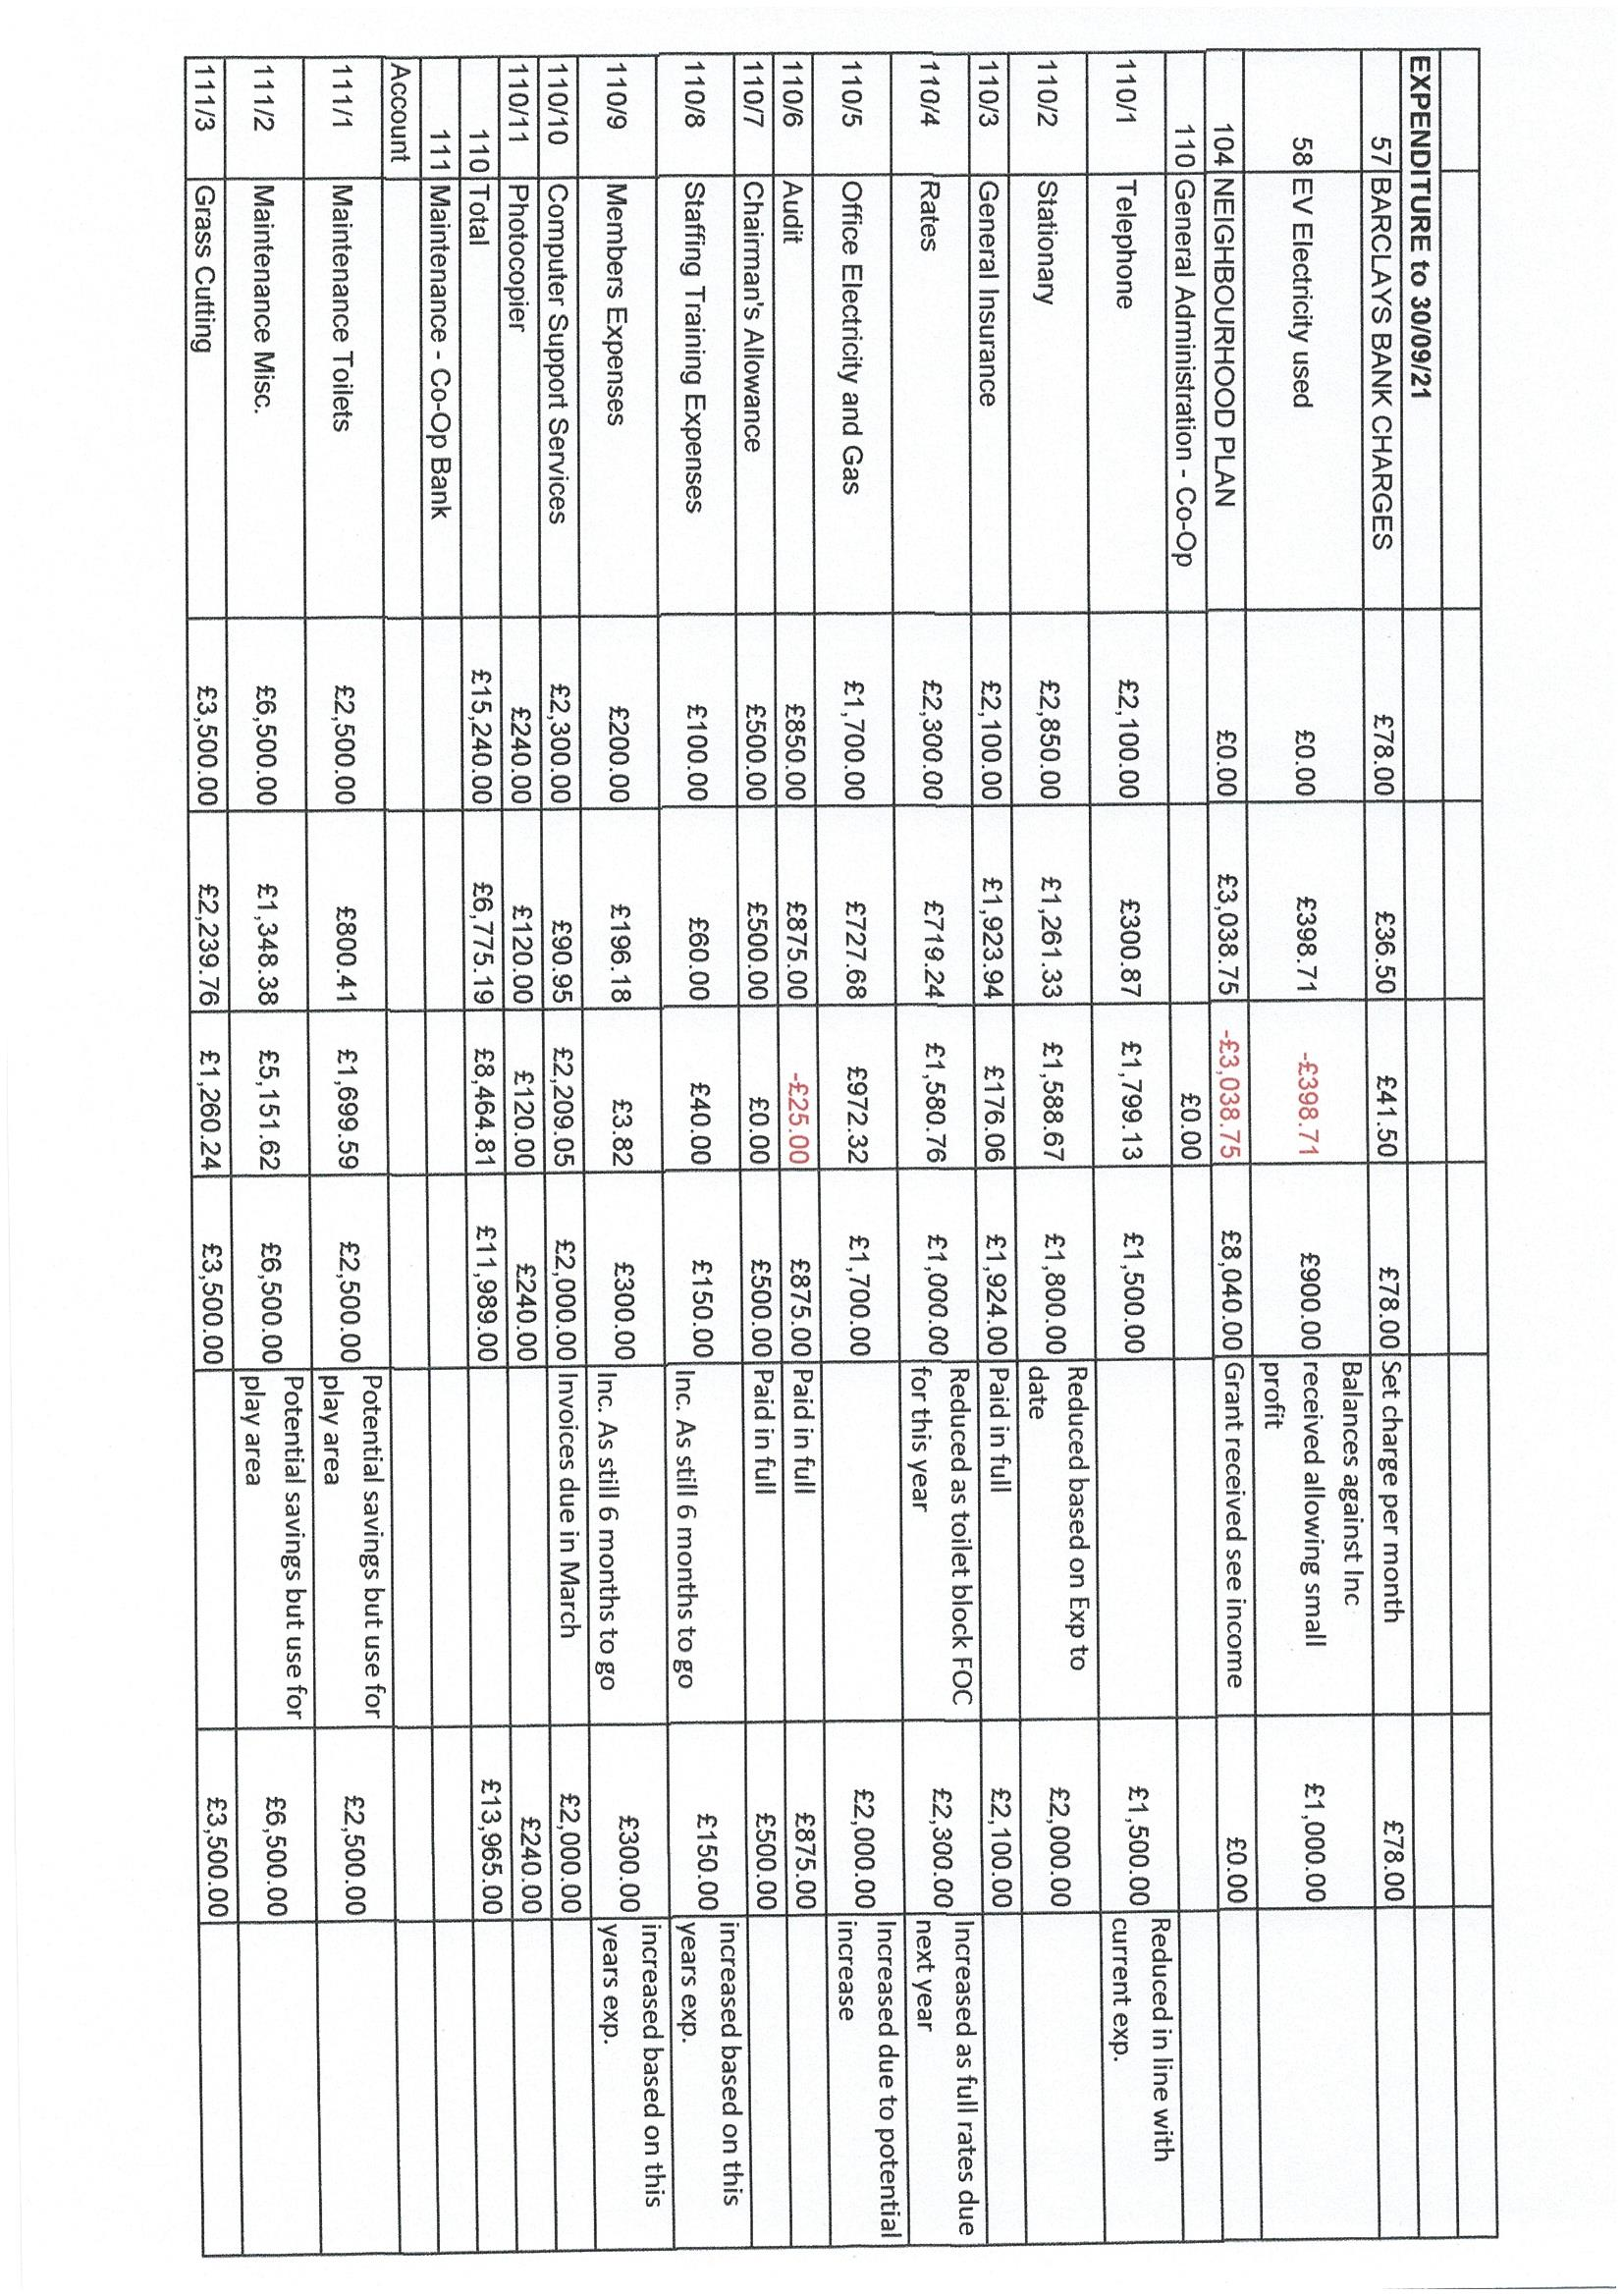 EXPENDITURE to 30/09/21
57 BARCLAYS BANK CHARGES £78.00 £36.50 £41.50 £78.00 Set charge per month £78.00
58 EV Electricity used £0.00 £398.71 -£398.71 £900.00 Balances against Inc
received allowing small
profit £1,000.00
104 NEIGHBOURHOOD PLAN £0.00 £3,038.75 -£3,038.75 £8,040.00 Grant received see income £0.00
110 General Administration - Co-Op £0.00
110/1 Telephone £2,100.00 £300.87 £1,799.13 £1,500.00 £1,500.00 Reduced in line with
current exp.
110/2 Stationary £2,850.00 £1,261.33 £1,588.67 £1,800.00 Reduced based on Exp to
date £2,000.00
110/3 General Insurance £2,100.00 £1,923.94 £176.06 £1,924.00 Paid in full £2,100.00
110/4 Rates £2,300.00 £719.24 £1,580.76 £1,000.00 Reduced as toilet block FOC
for this year £2,300.00 Increased as full rates due
next year
110/5 Office Electricity and Gas £1,700.00 £727.68 £972.32 £1,700.00 £2,000.00 Increased due to potential
increase
110/6 Audit £850.00 £875.00 -£25.00 £875.00 Paid in full £875.00
110/7 Chairman's Allowance £500.00 £500.00 £0.00 £500.00 Paid in full £500.00
110/8 Staffing Training Expenses £100.00 £60.00 £40.00 £150.00 Inc. As still 6 months to go £150.00 increased based on this
years exp.
110/9 Members Expenses £200.00 £196.18 £3.82 £300.00 Inc. As still 6 months to go £300.00 increased based on this
years exp.
110/10 Computer Support Services £2,300.00 £90.95 £2,209.05 £2,000.00 Invoices due in March £2,000.00
110/11 Photocopier £240.00 £120.00 £120.00 £240.00 £240.00
110 Total £15,240.00 £6,775.19 £8,464.81 £11,989.00 £13,965.00
111 Maintenance - Co-Op Bank
Account
111/1 Maintenance Toilets £2,500.00 £800.41 £1,699.59 £2,500.00 Potential savings but use for
play area £2,500.00
111/2 Maintenance Misc. £6,500.00 £1,348.38 £5,151.62 £6,500.00 Potential savings but use for
play area £6,500.00
111/3 Grass Cutting £3,500.00 £2,239.76 £1,260.24 £3,500.00 £3,500.00